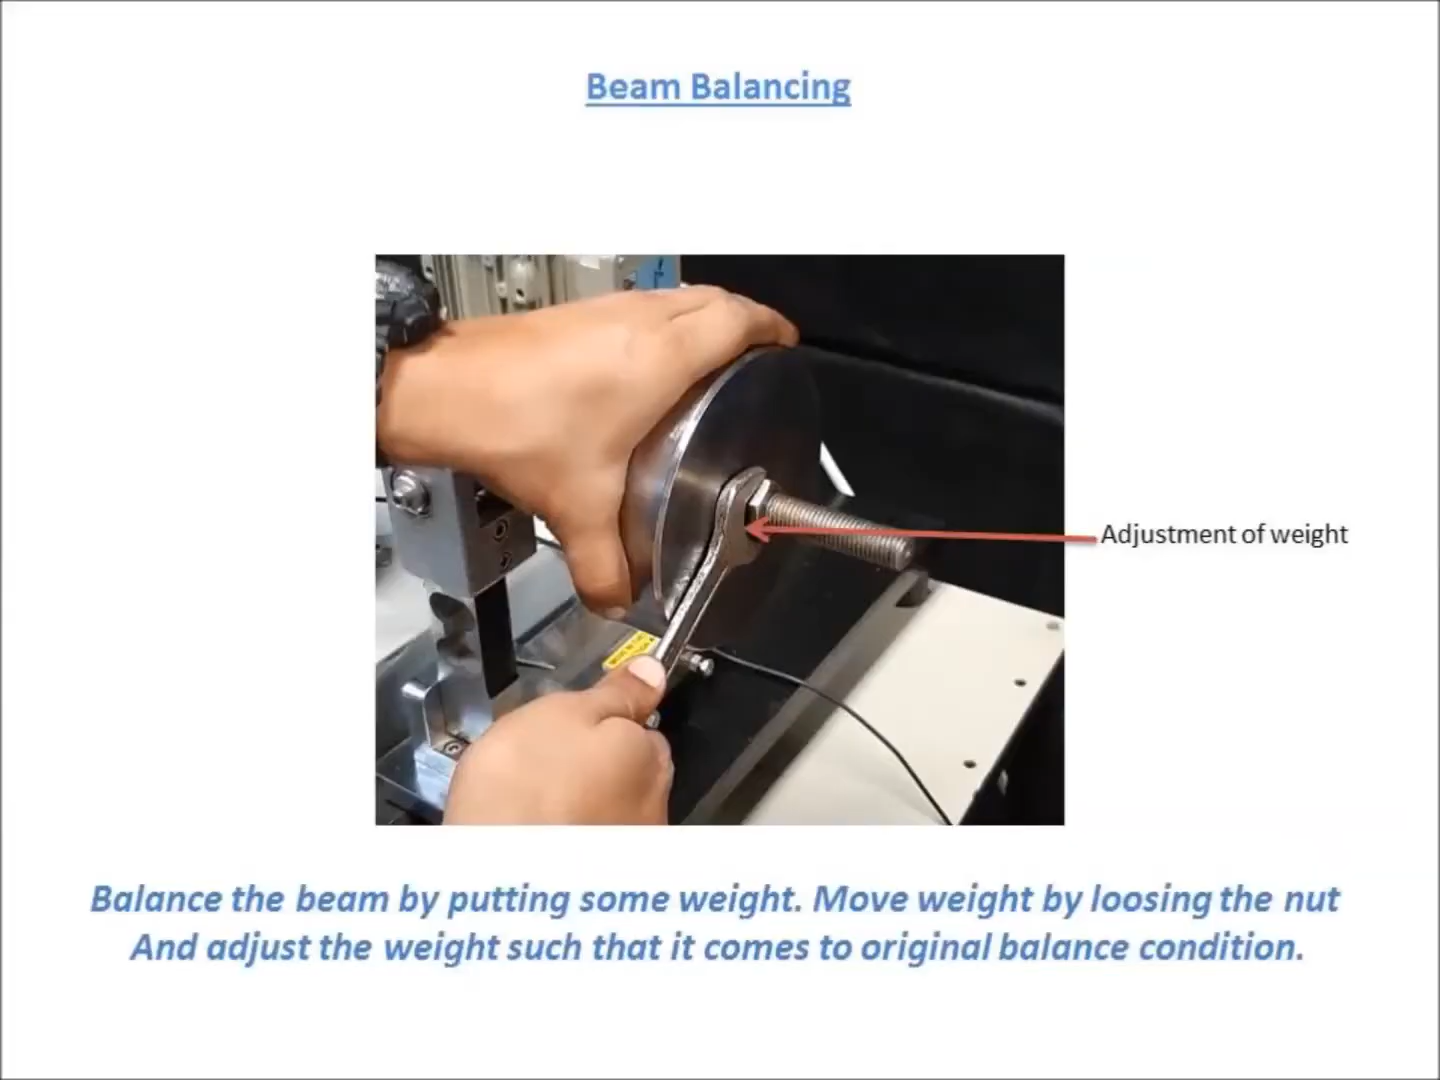 Beam Balancing
Adjustment of weight
Balance the beam by putting some weight. Move weight by loosing the nut
And adjust the weight such that it comes to original balance condition.